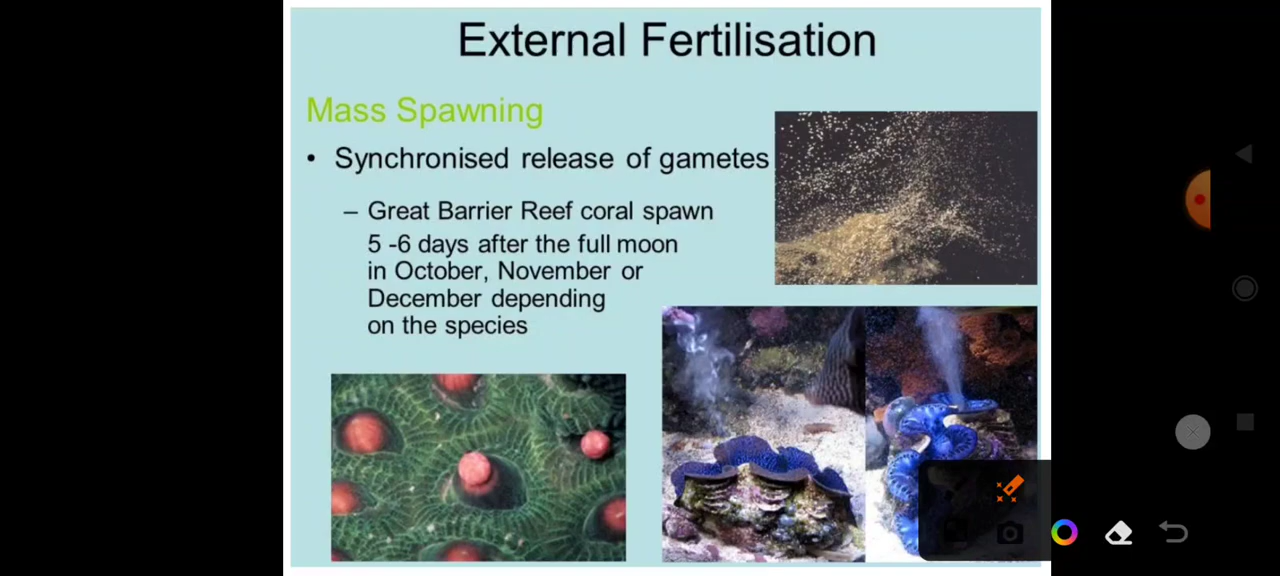 External Fertilisation
Mass Spawning
• Synchronised release of gametes
– Great Barrier Reef coral spawn
5 -6 days after the full moon
in October, November or
December depending
on the species